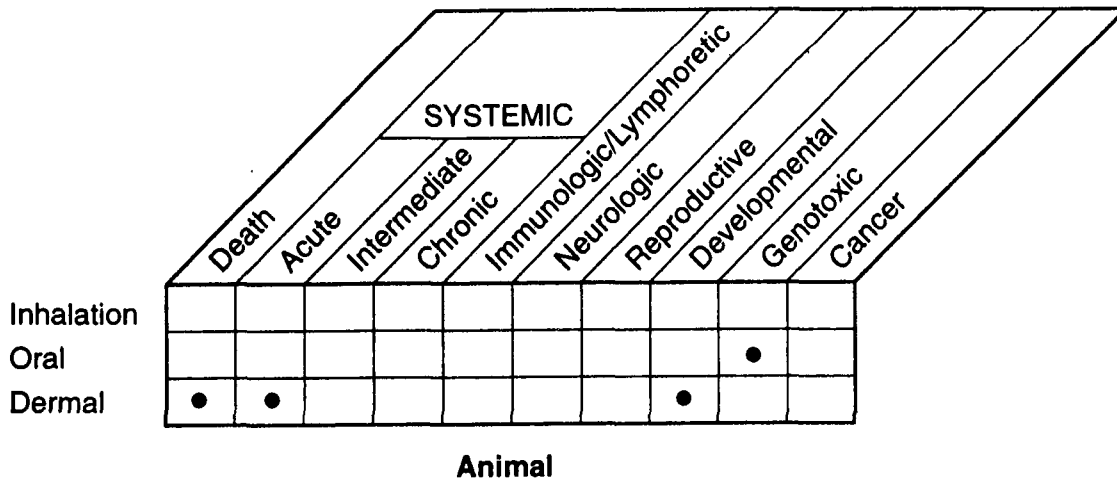 SYSTEMIC
Death
Acute
Intermediate
Chronic
Immunologic/Lymphoretic
Neurologic
Reproductive
Developmental
Genotoxic
Cancer
Inhalation
Oral
Dermal
Animal